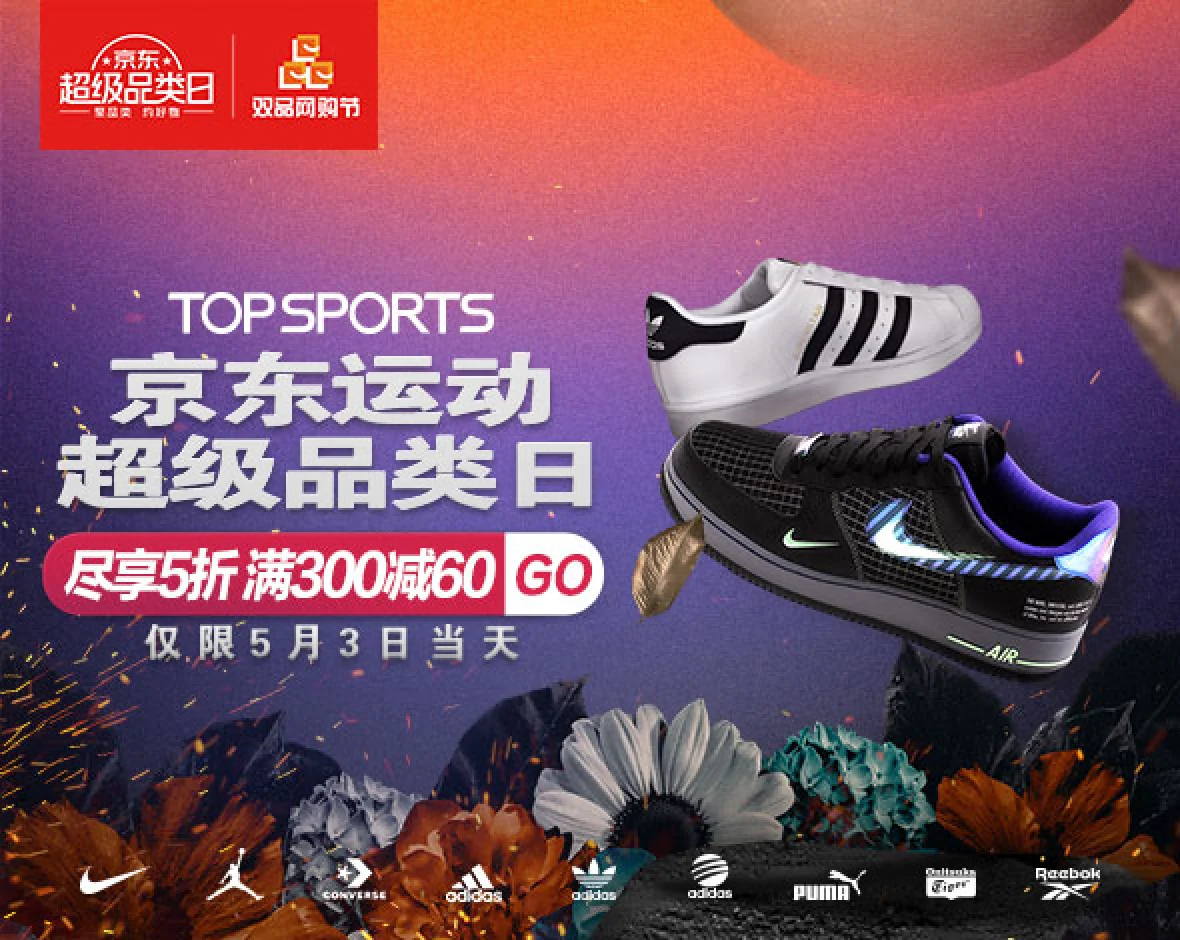 京东
超级品类日
聚品类 约好物
双品网购节
TOPSPORTS
京东运动
超级品类日
尽享5折 满300减60 GO
仅限5月3日当天
AIR
CONVERSE
adidas
adidas
adidas
PUMA
Onitsuka
Tiger
Reebok